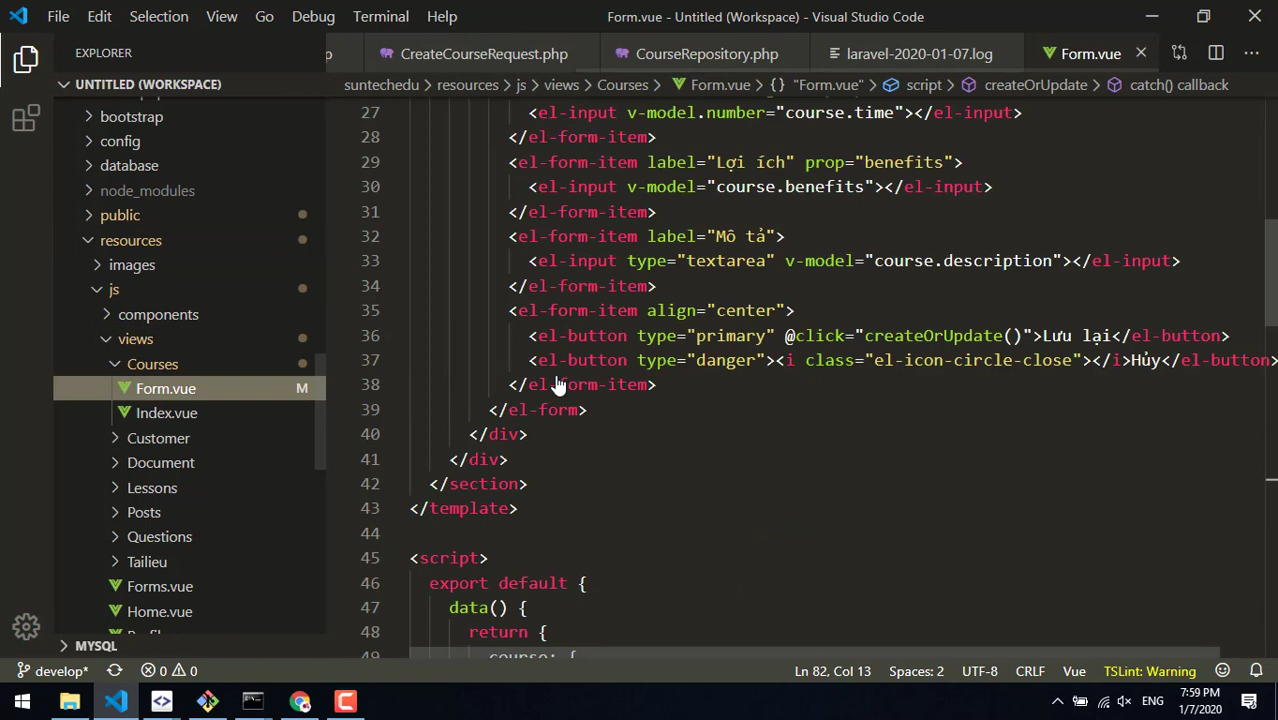 File Edit Selection View Go Debug Terminal Help Form.vue - Untitled (Workspace) - Visual Studio Code
EXPLORER
p CreateCourseRequest.php CourseRepository.php laravel-2020-01-07.log Form.vue
UNTITLED (WORKSPACE)
suntechedu > resources > js > views > Courses > Form.vue > {} "Form.vue" > script > createOrUpdate > catch() callback
bootstrap
config
database
node_modules
public
resources
images
js
components
views
Courses
Form.vue M
Index.vue
Customer
Document
Lessons
Posts
Questions
Tailieu
Forms.vue
Home.vue
MYSQL
27 <el-input v-model.number="course.time"></el-input>
28 </el-form-item>
29 <el-form-item label="Lợi ích" prop="benefits">
30 <el-input v-model="course.benefits"></el-input>
31 </el-form-item>
32 <el-form-item label="Mô tả">
33 <el-input type="textarea" v-model="course.description"></el-input>
34 </el-form-item>
35 <el-form-item align="center">
36 <el-button type="primary" @click="createOrUpdate()">Lưu lại</el-button>
37 <el-button type="danger"><i class="el-icon-circle-close"></i>Hủy</el-button>
38 </el-form-item>
39 </el-form>
40 </div>
41 </div>
42 </section>
43 </template>
44
45 <script>
46 export default {
47 data() {
48 return {
49 course: {
develop* 0 0 Ln 82, Col 13 Spaces: 2 UTF-8 CRLF Vue TSLint: Warning
ENG 7:59 PM
1/7/2020